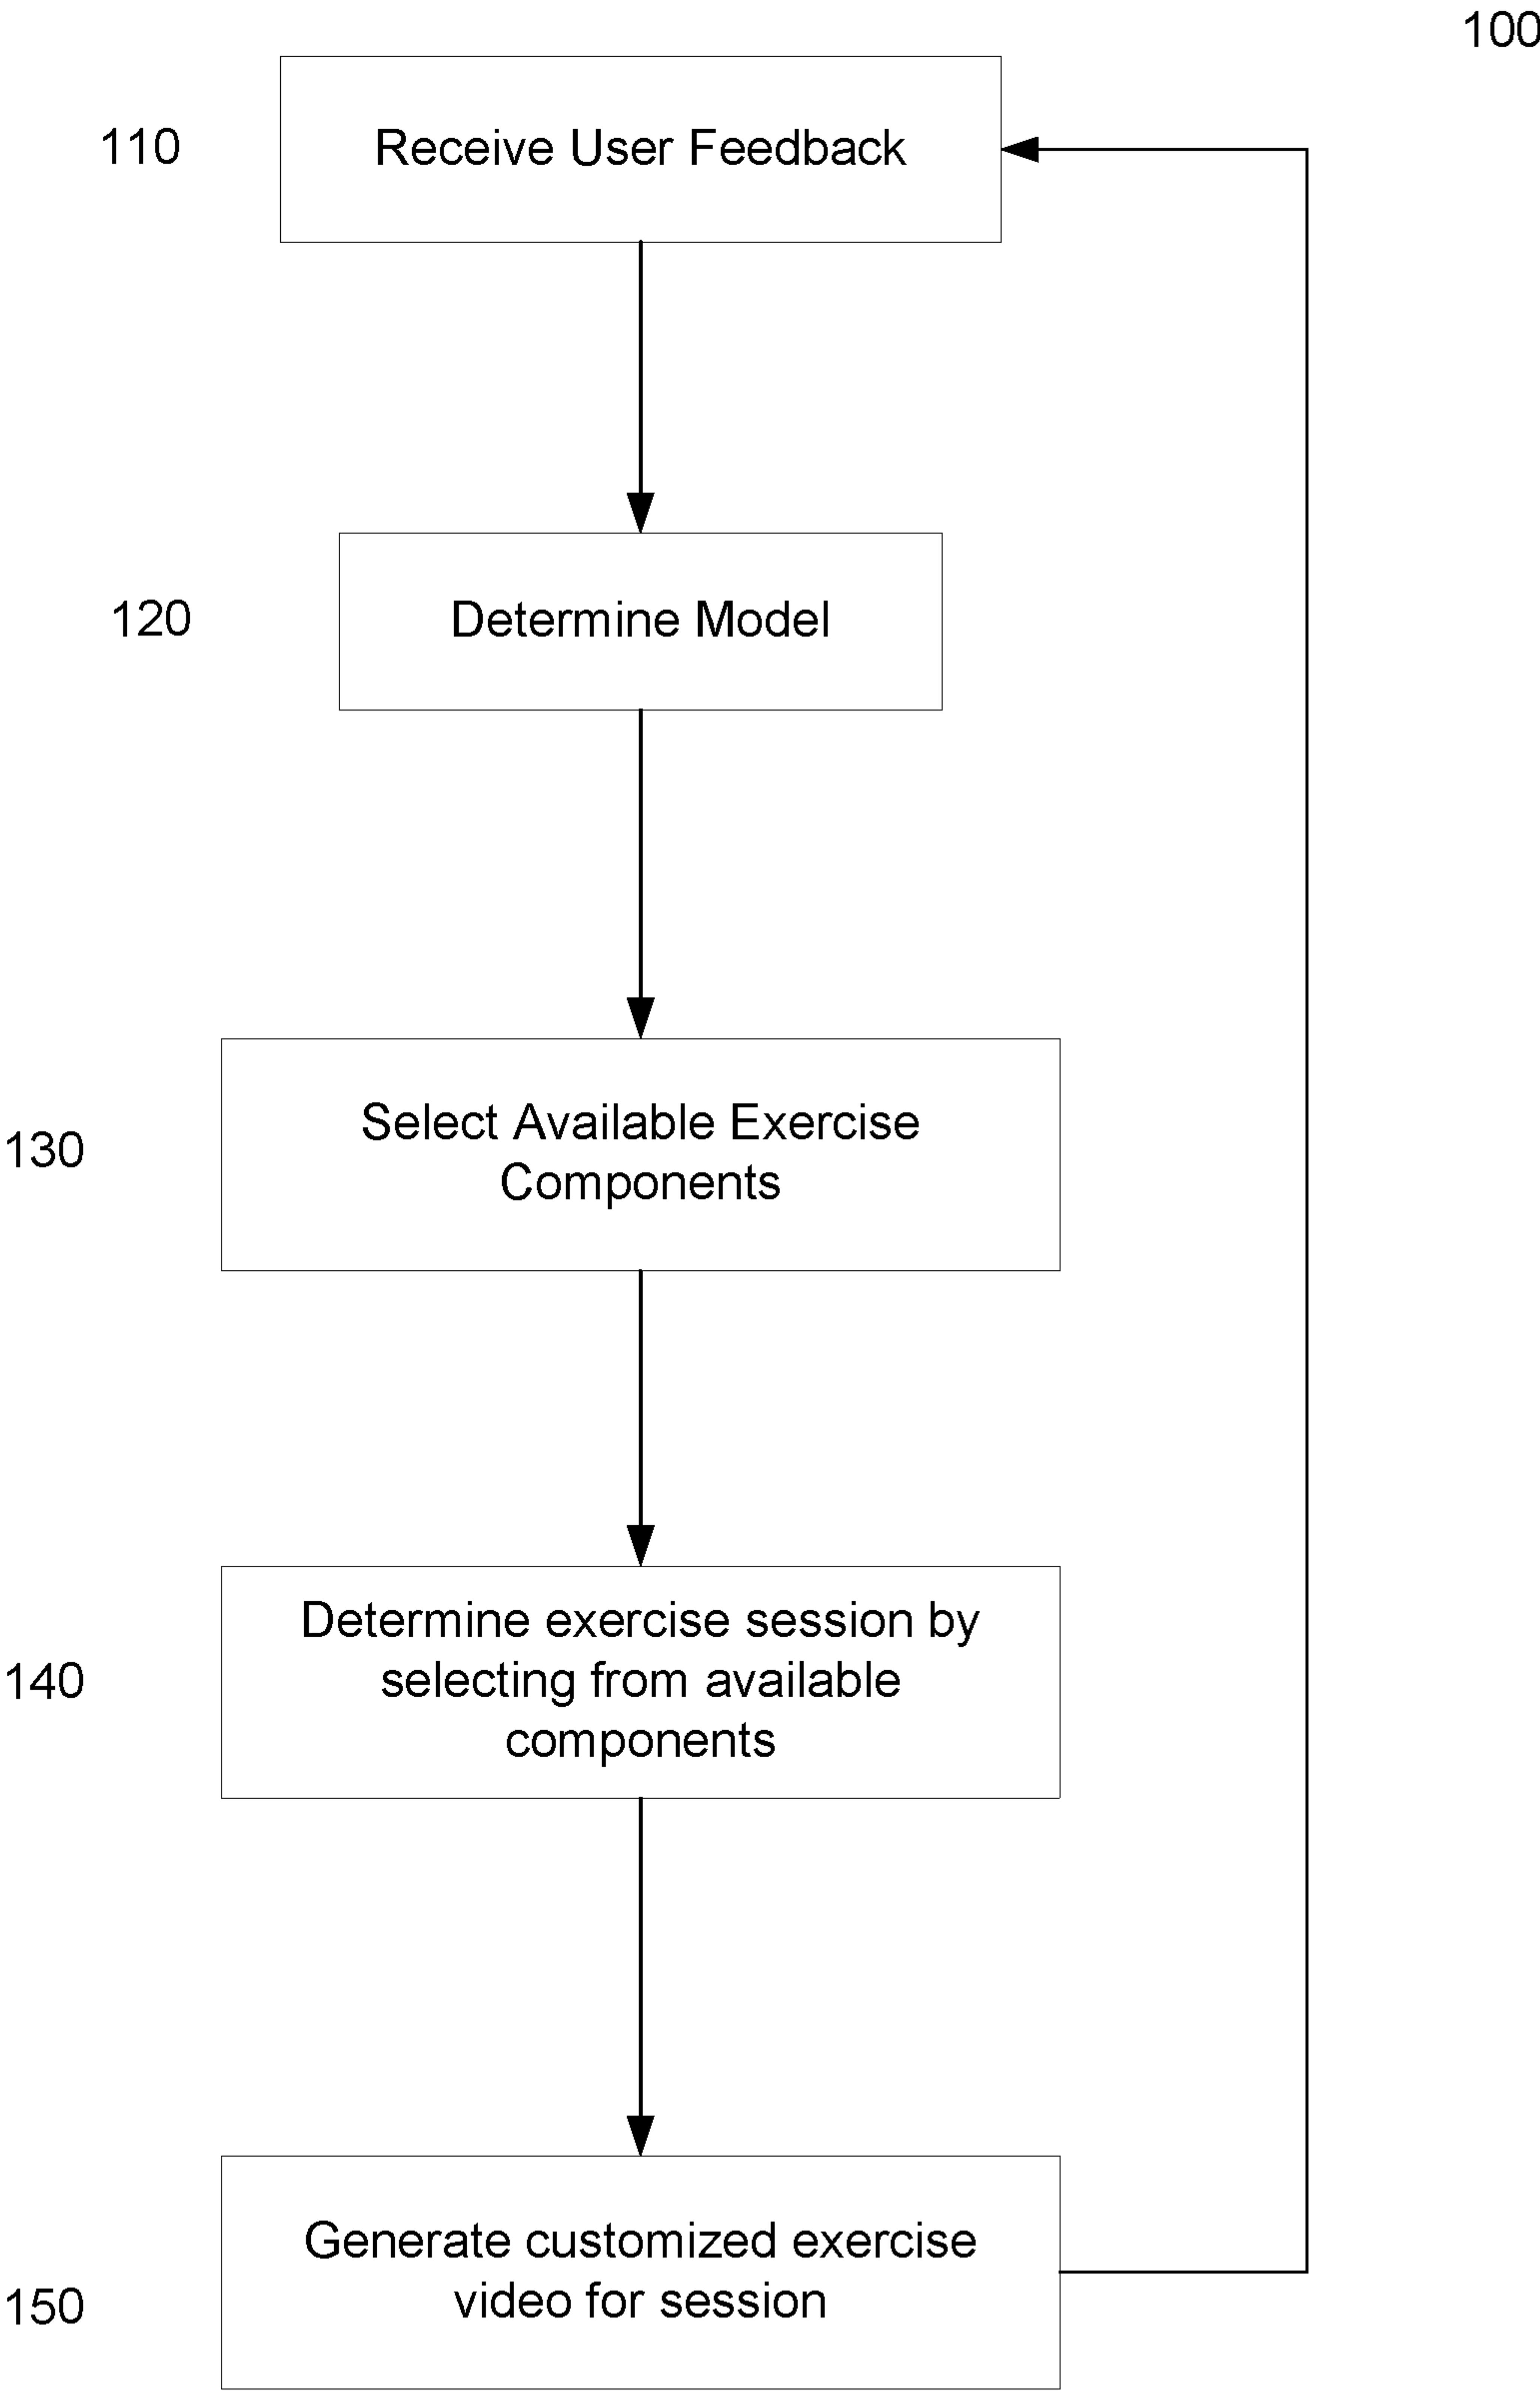 100
110
Receive User Feedback
120
Determine Model
130
Select Available Exercise
Components
140
Determine exercise session by
selecting from available
components
150
Generate customized exercise
video for session